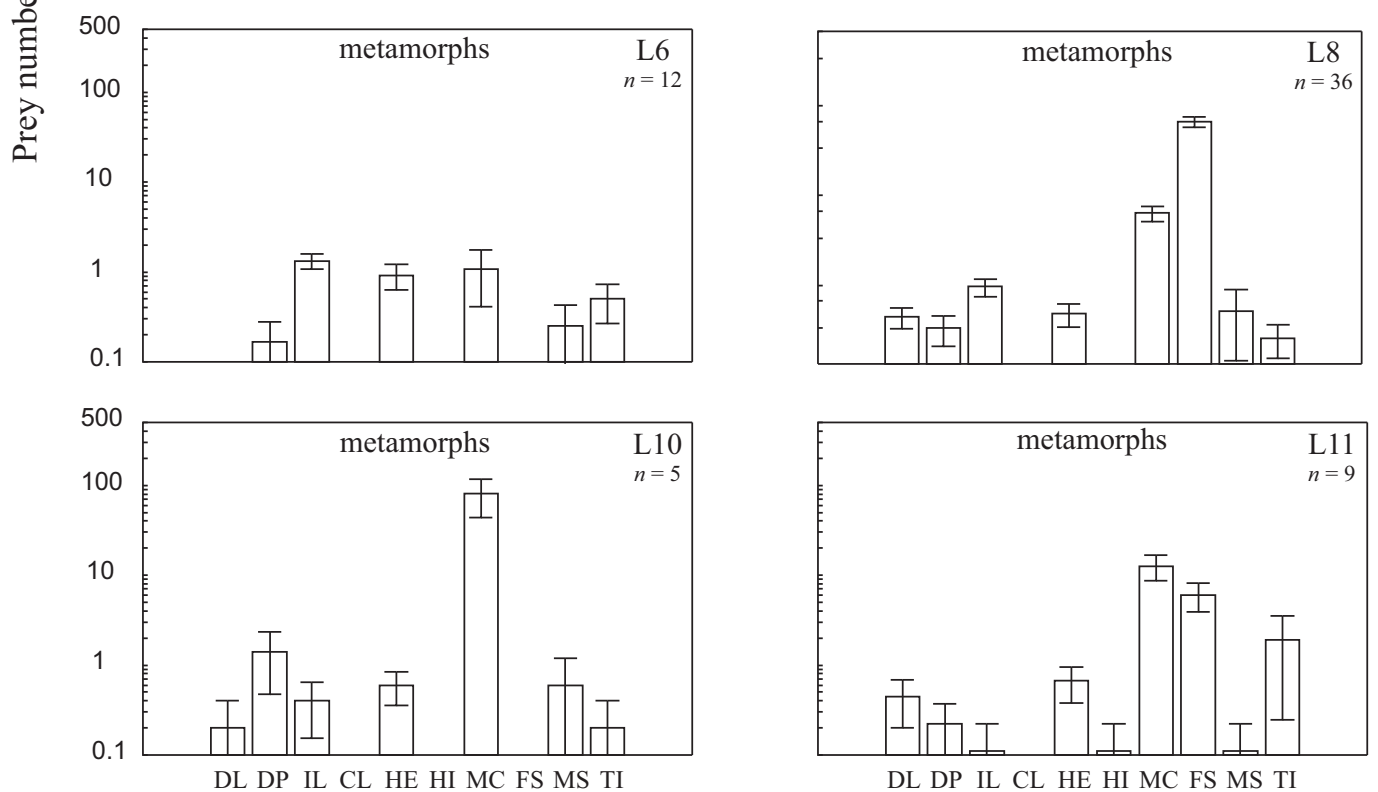 Prey numbe
500
100
10
1
0.1
metamorphs
L6
n = 12
metamorphs
L8
n = 36
500
100
10
1
0.1
metamorphs
L10
n = 5
DL DP IL CL HE HI MC FS MS TI
metamorphs
L11
n = 9
DL DP IL CL HE HI MC FS MS TI